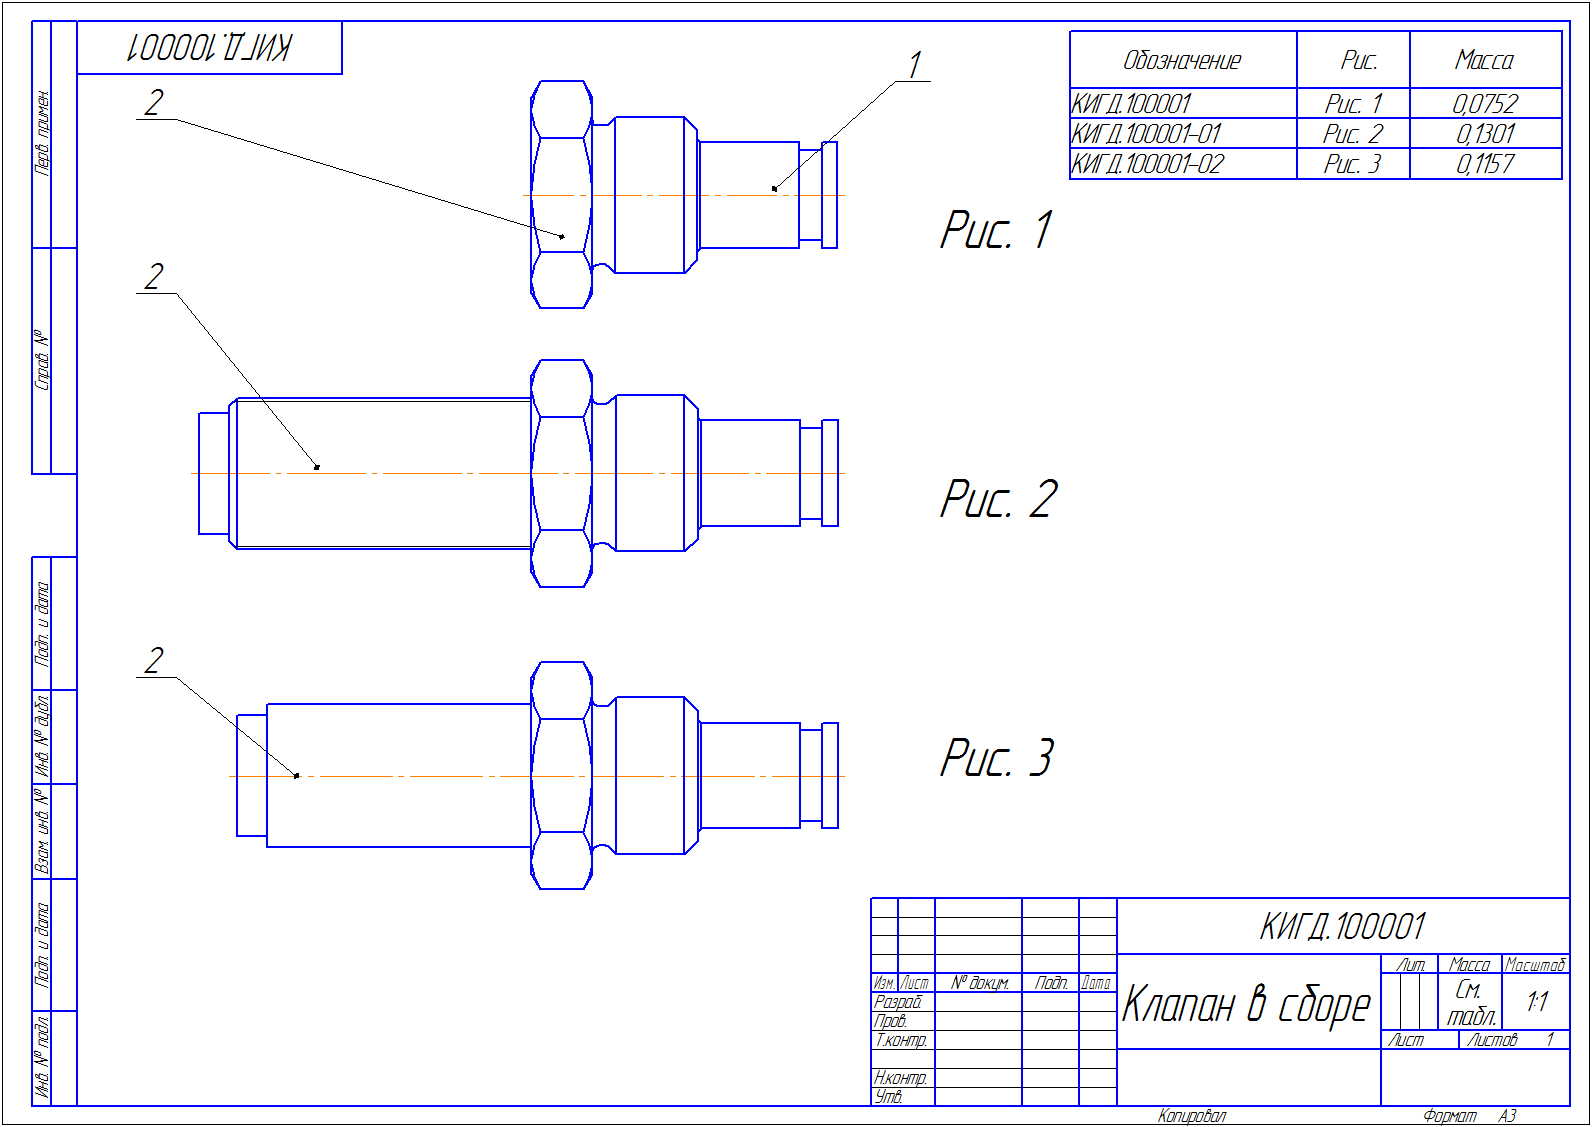 КИГД.100001
Обозначение Рис. Масса
КИГД.100001 Рис. 1 0,0752
КИГД.100001-01 Рис. 2 0,1301
КИГД.100001-02 Рис. 3 0,1157
1
2
Рис. 1
2
Рис. 2
2
Рис. 3
Перв. примен.
Справ. №
Подп. и дата
Инв. № дубл.
Взам. инв. №
Подп. и дата
Инв. № подл.
КИГД.100001
Лит. Масса Масштаб
Изм. Лист № докум. Подп. Дата
Клапан в сборе
См.
табл.
1:1
Разраб.
Пров.
Т.контр.
Лист Листов 1
Н.контр.
Утв.
Копировал Формат А3